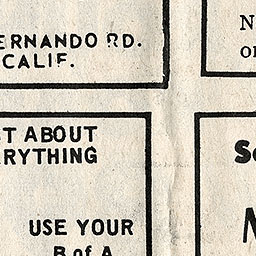 ERNANDO RD.
CALIF.
N
T ABOUT
RYTHING
USE YOUR
B of A